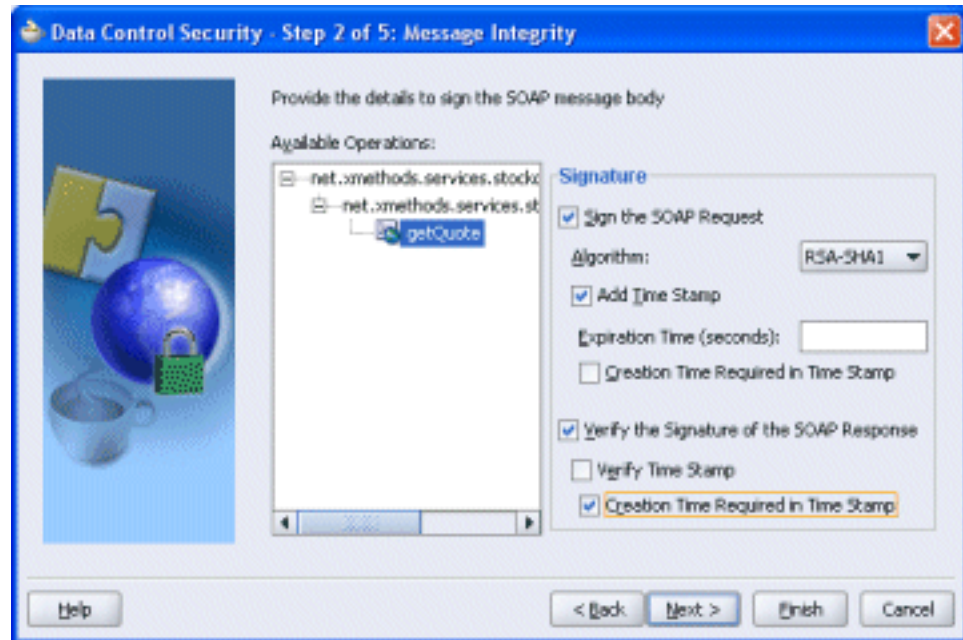 Data Control Security - Step 2 of 5: Message Integrity
Provide the details to sign the SOAP message body
Available Operations:
net.xmethods.services.stockq
net.xmethods.services.st
getQuote
Signature
Sign the SOAP Request
Algorithm:
RSA-SHA1
Add Time Stamp
Expiration Time (seconds):
Creation Time Required in Time Stamp
Verify the Signature of the SOAP Response
Verify Time Stamp
Creation Time Required in Time Stamp
Help
< Back
Next >
Finish
Cancel